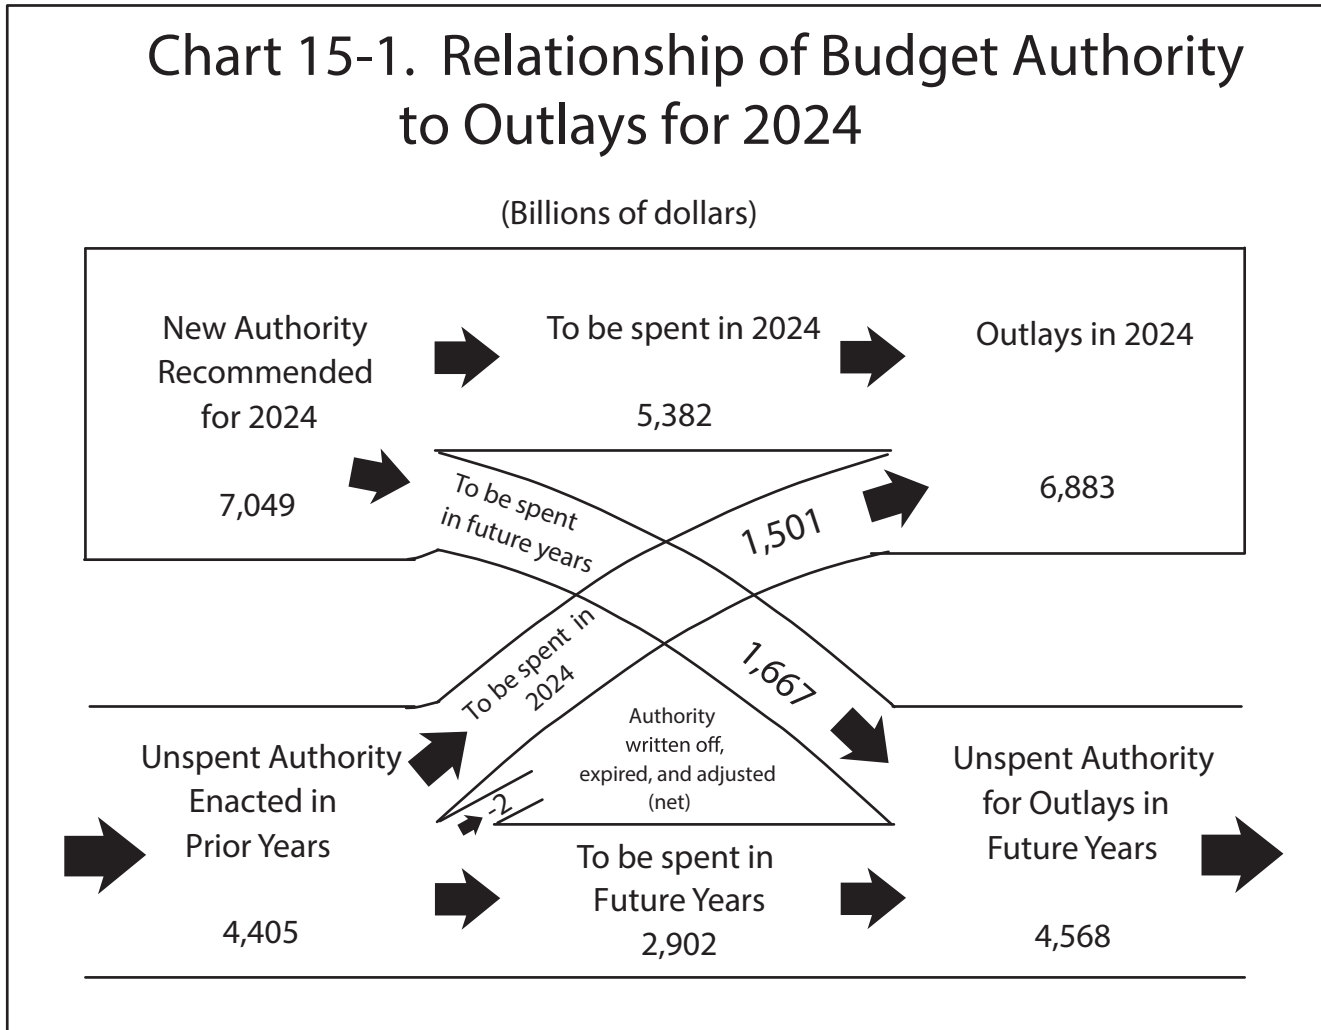 Chart 15-1. Relationship of Budget Authority
to Outlays for 2024
(Billions of dollars)
New Authority
Recommended
for 2024
7,049
To be spent in 2024
5,382
Outlays in 2024
6,883
To be spent
in future years
1,501
To be spent in
2024
1,667
Authority
written off,
expired, and adjusted
(net)
-2
Unspent Authority
Enacted in
Prior Years
4,405
To be spent in
Future Years
2,902
Unspent Authority
for Outlays in
Future Years
4,568